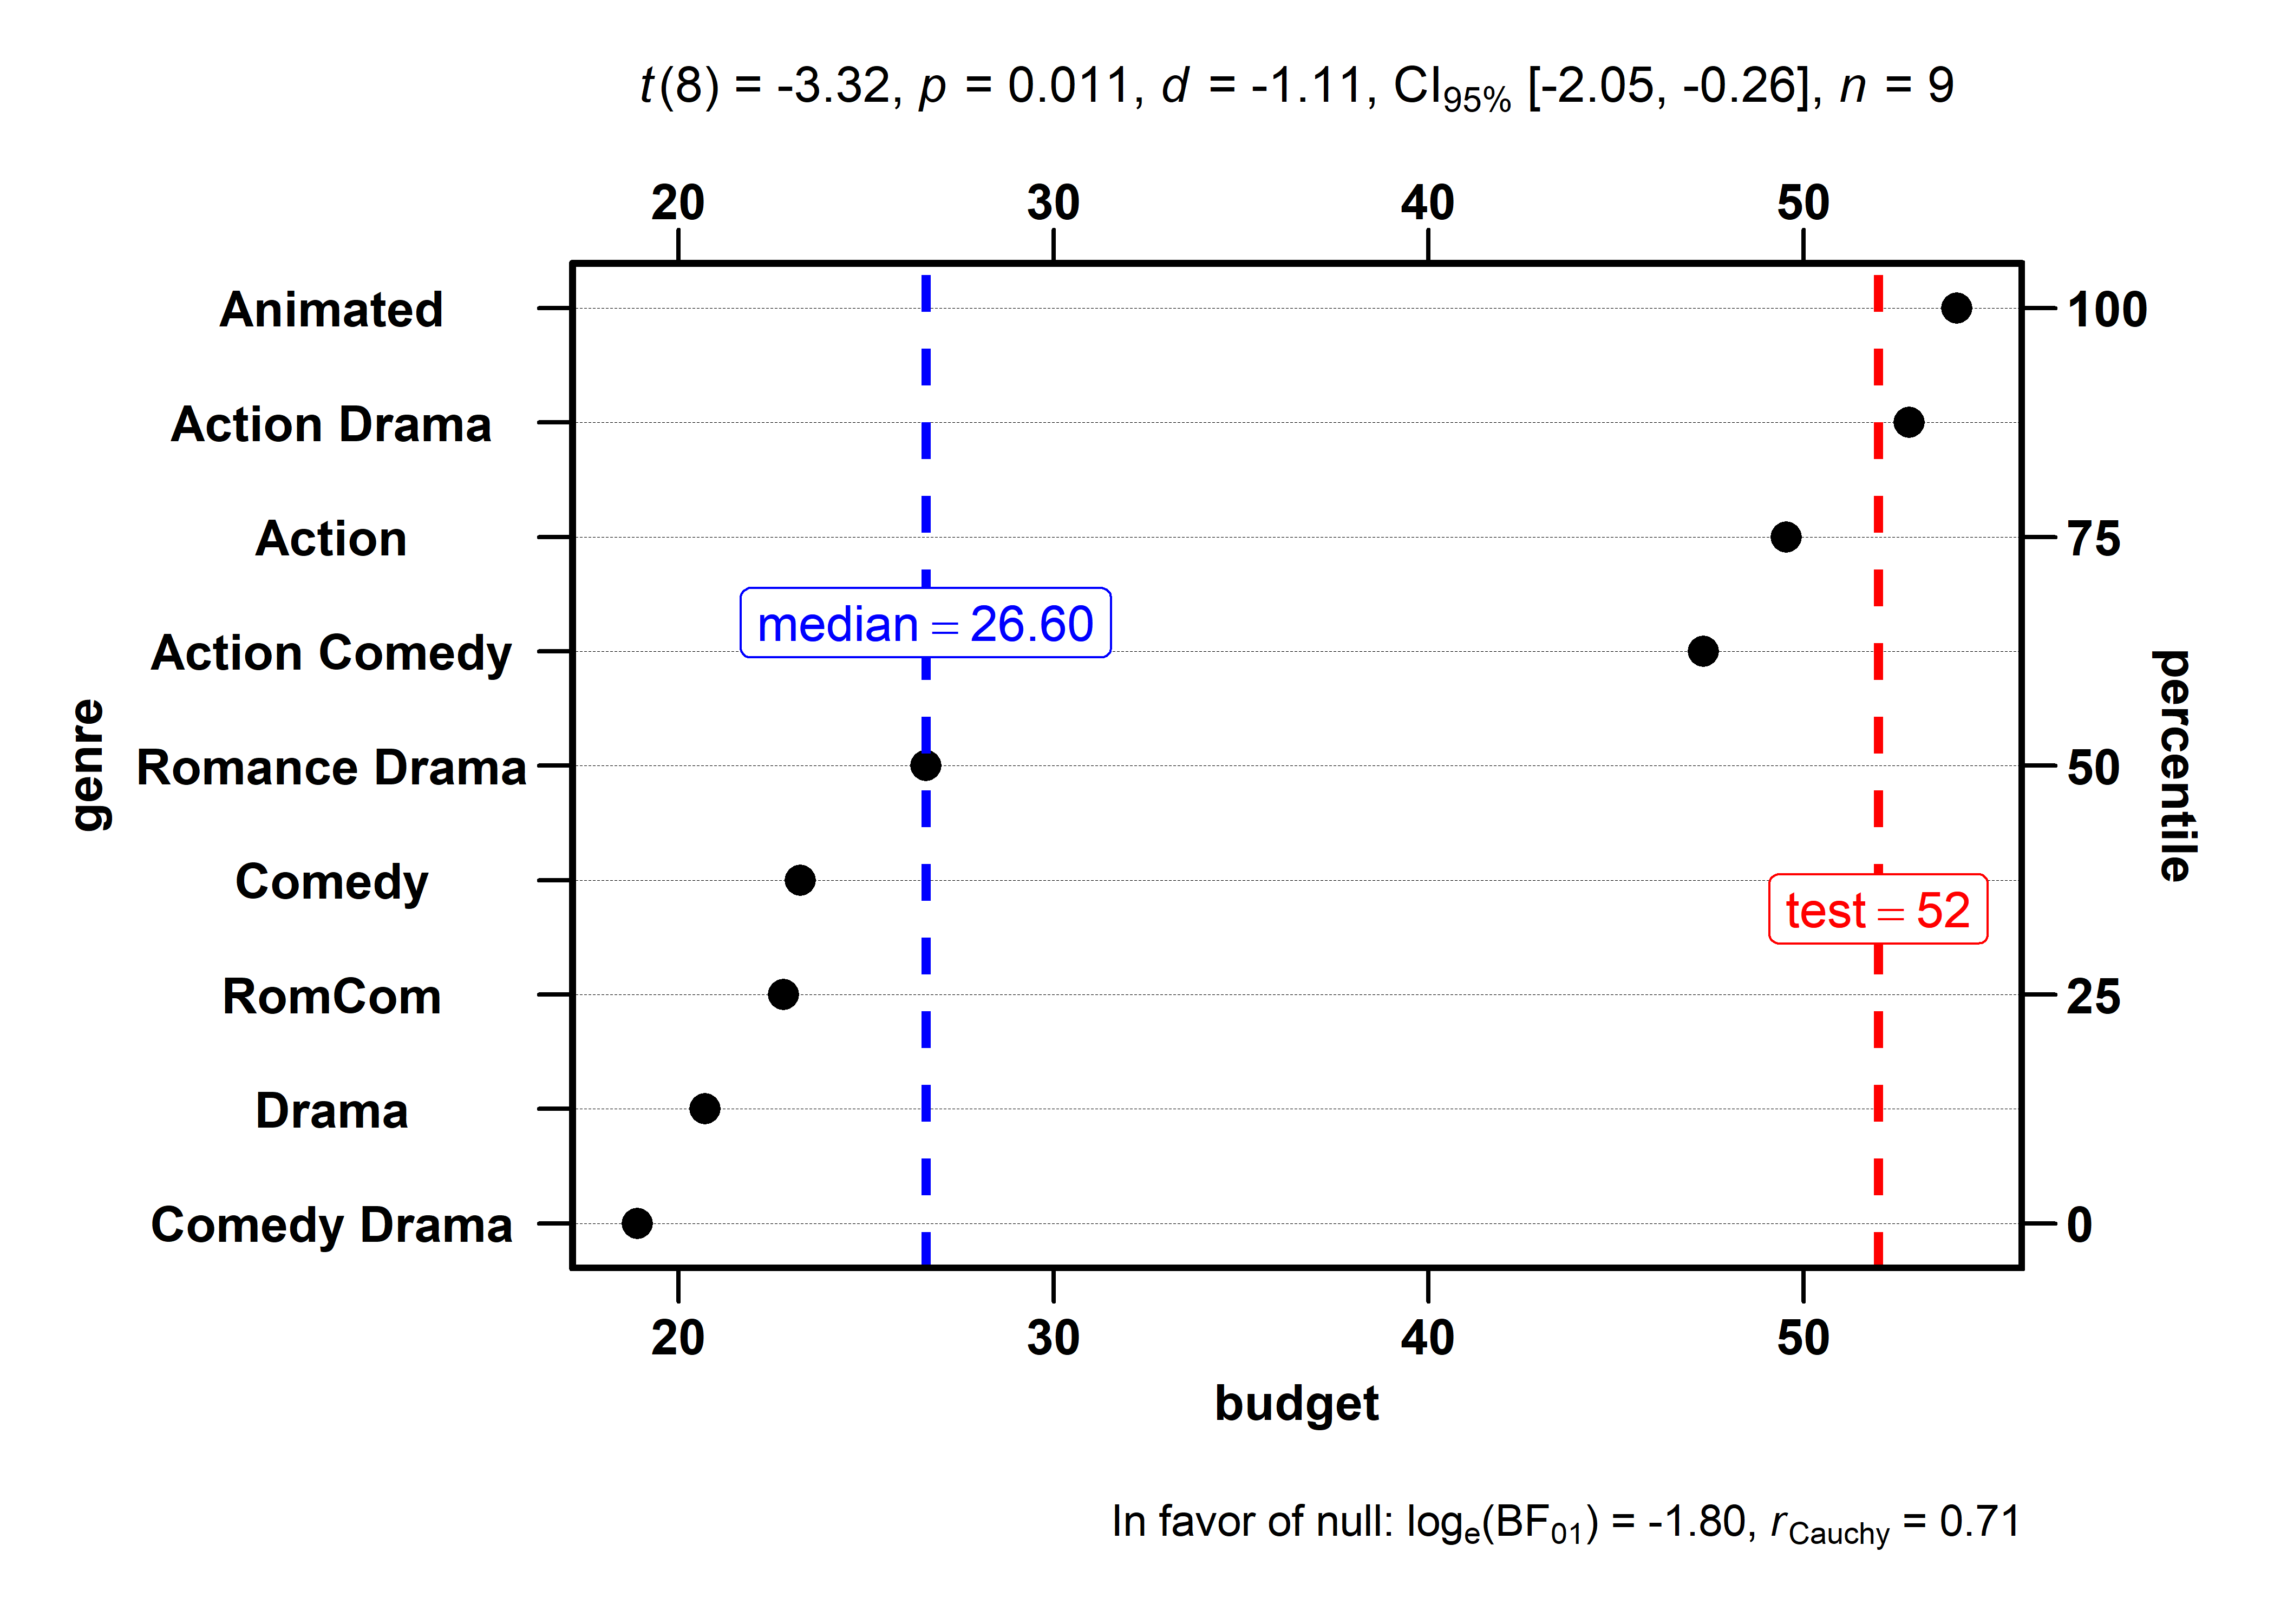 t(8) = -3.32, p = 0.011, d = -1.11, CI95% [-2.05, -0.26], n = 9
20 30 40 50
Animated
Action Drama
Action
Action Comedy
Romance Drama
Comedy
RomCom
Drama
Comedy Drama
genre
median = 26.60
test = 52
100
75
50
25
0
percentile
20 30 40 50
budget
In favor of null: loge(BF01) = -1.80, rCauchy = 0.71